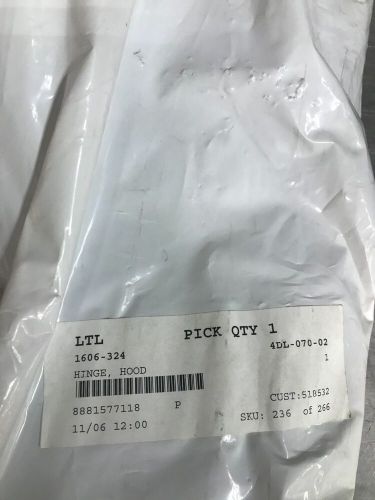 LTL PICK QTY 1
1606-324 4DL-070-02
HINGE, HOOD 1
8881577118 P CUST:518532
11/06 12:00 SKU: 236 of 266